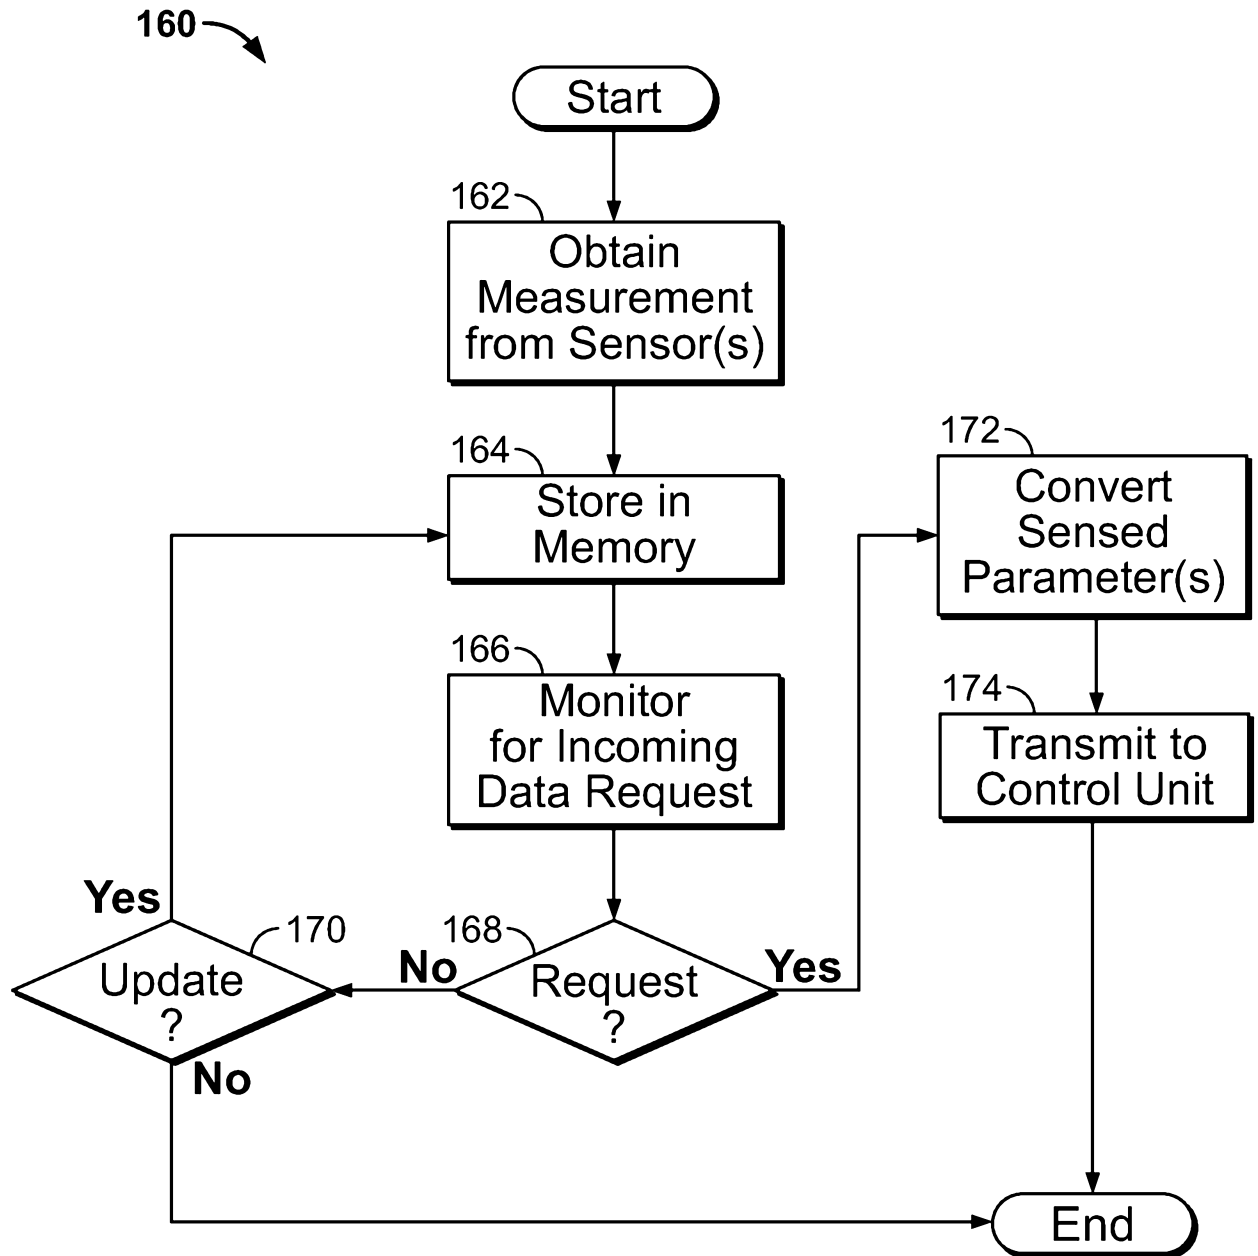 160
Start
162
Obtain
Measurement
from Sensor(s)
164
Store in
Memory
166
Monitor
for Incoming
Data Request
168
Request
?
No
Yes
170
Update
?
Yes
No
172
Convert
Sensed
Parameter(s)
174
Transmit to
Control Unit
End